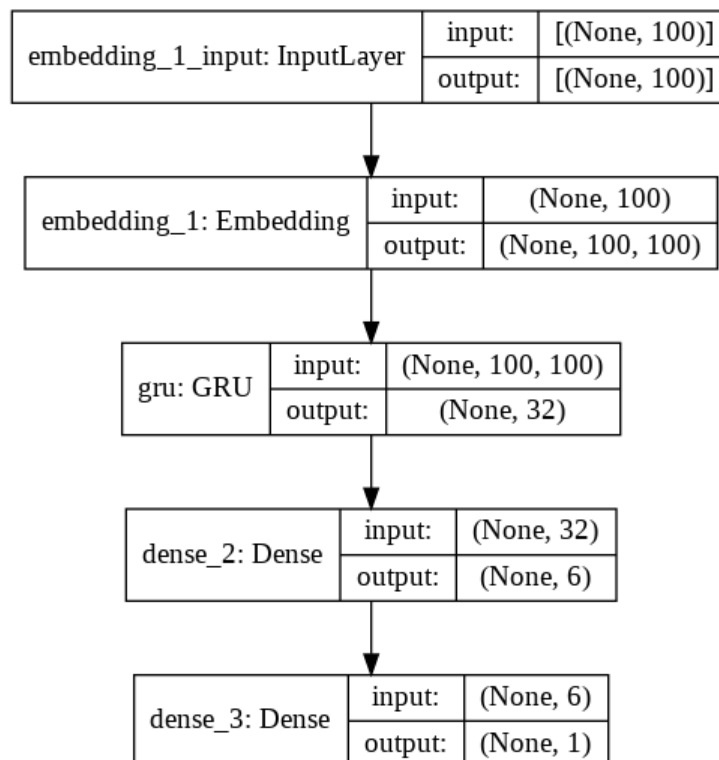 embedding_1_input: InputLayer
input: [(None, 100)]
output: [(None, 100)]
embedding_1: Embedding
input: (None, 100)
output: (None, 100, 100)
gru: GRU
input: (None, 100, 100)
output: (None, 32)
dense_2: Dense
input: (None, 32)
output: (None, 6)
dense_3: Dense
input: (None, 6)
output: (None, 1)